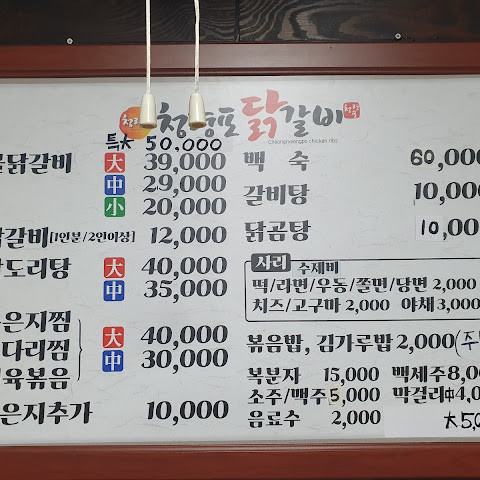 청포 닭갈비
Cheongnyeongpo chicken ribs
특大 50,000
닭갈비 大 39,000
中 29,000
小 20,000
갈비 [1인분/2인이상] 12,000
도리탕 大 40,000
中 35,000
은지찜
다리찜 大 40,000
육볶음 中 30,000
은지추가 10,000
백숙 60,000
갈비탕 10,000
닭곰탕 10,000
사리 수제비
떡/라면/우동/쫄면/당면 2,000
치즈/고구마 2,000 야채 3,000
볶음밥, 김가루밥 2,000
복분자 15,000 백세주 8,0
소주/맥주 5,000 막걸리 中 4,0
음료수 2,000 大 5,0